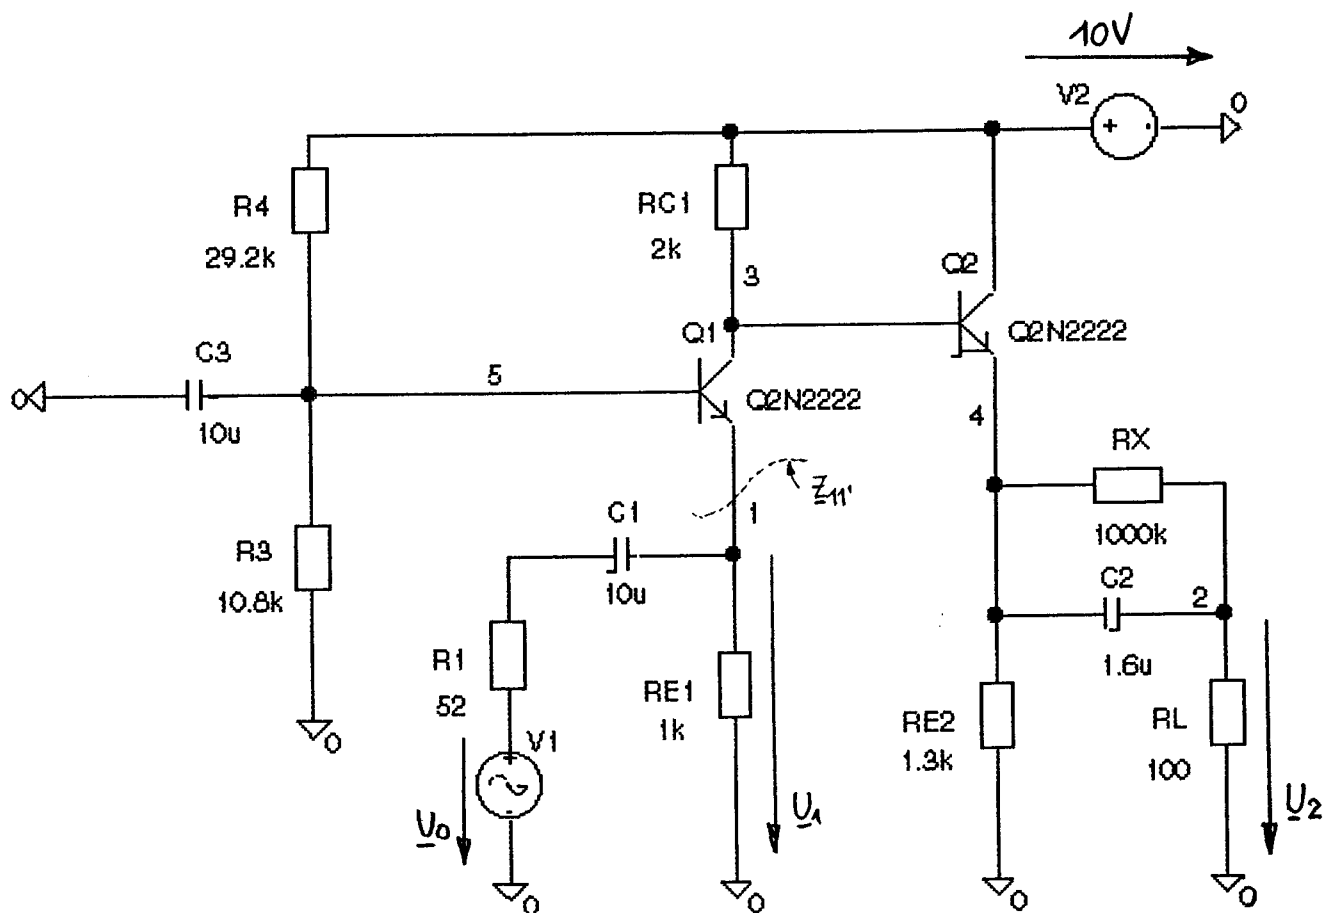 10V
V2
+ -
0
R4
29.2k
RC1
2k
3
Q2
Q2N2222
C3
10u
0
5
Q1
Q2N2222
4
RX
1000k
Z11'
1
C1
10u
R3
10.8k
0
C2
1.6u
2
R1
52
RE1
1k
RE2
1.3k
RL
100
V1
+
-
U0
U1
U2
0
0
0
0